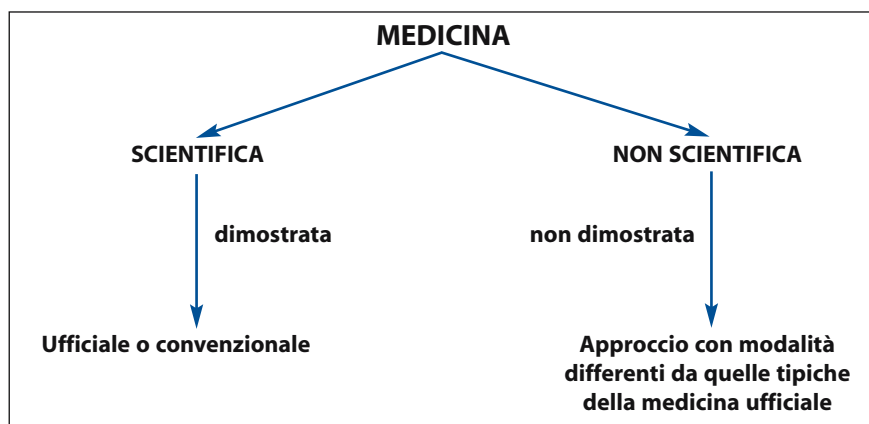 MEDICINA
SCIENTIFICA
NON SCIENTIFICA
dimostrata
non dimostrata
Ufficiale o convenzionale
Approccio con modalità
differenti da quelle tipiche
della medicina ufficiale